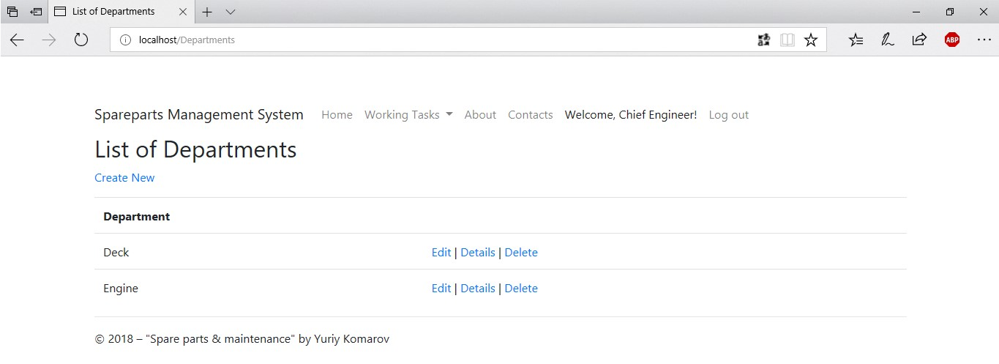 List of Departments
localhost/Departments
ABP
Spareparts Management System Home Working Tasks About Contacts Welcome, Chief Engineer! Log out
List of Departments
Create New
Department
Deck Edit | Details | Delete
Engine Edit | Details | Delete
© 2018 – "Spare parts & maintenance" by Yuriy Komarov